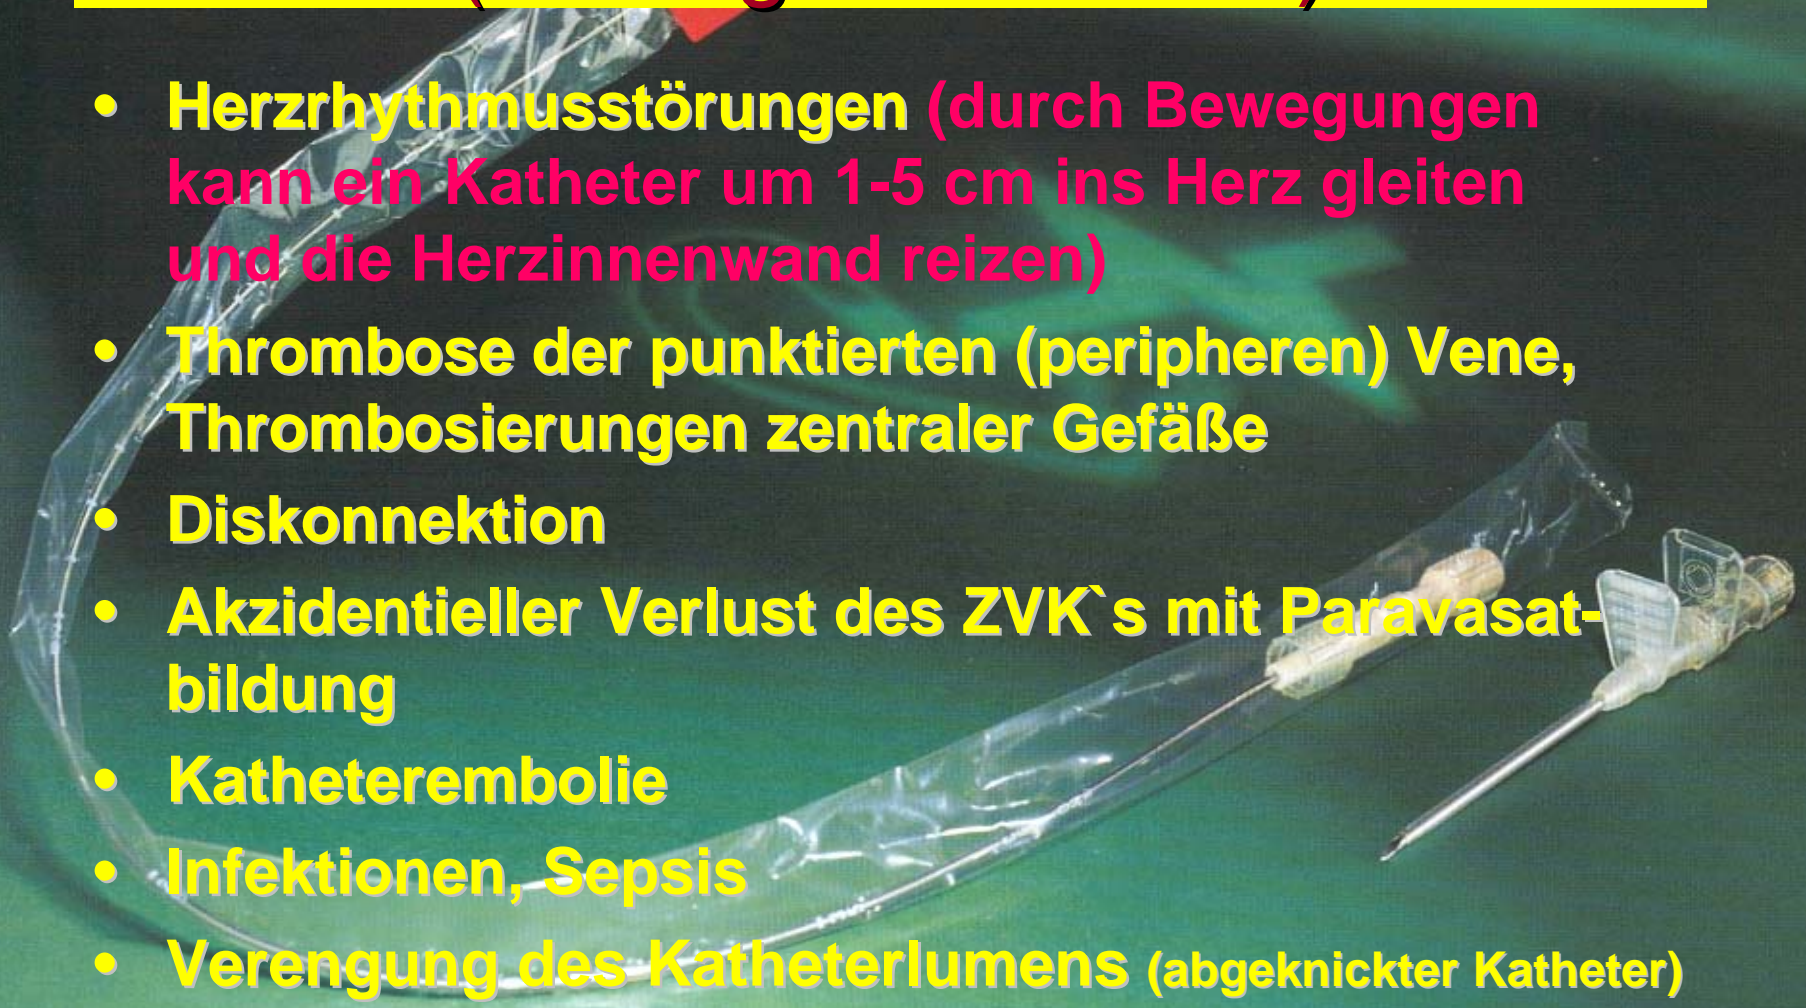 • Herzrhythmusstörungen (durch Bewegungen
kann ein Katheter um 1-5 cm ins Herz gleiten
und die Herzinnenwand reizen)
• Thrombose der punktierten (peripheren) Vene,
Thrombosierungen zentraler Gefäße
• Diskonnektion
• Akzidentieller Verlust des ZVK`s mit Paravasat-
bildung
• Katheterembolie
• Infektionen, Sepsis
• Verengung des Katheterlumens (abgeknickter Katheter)